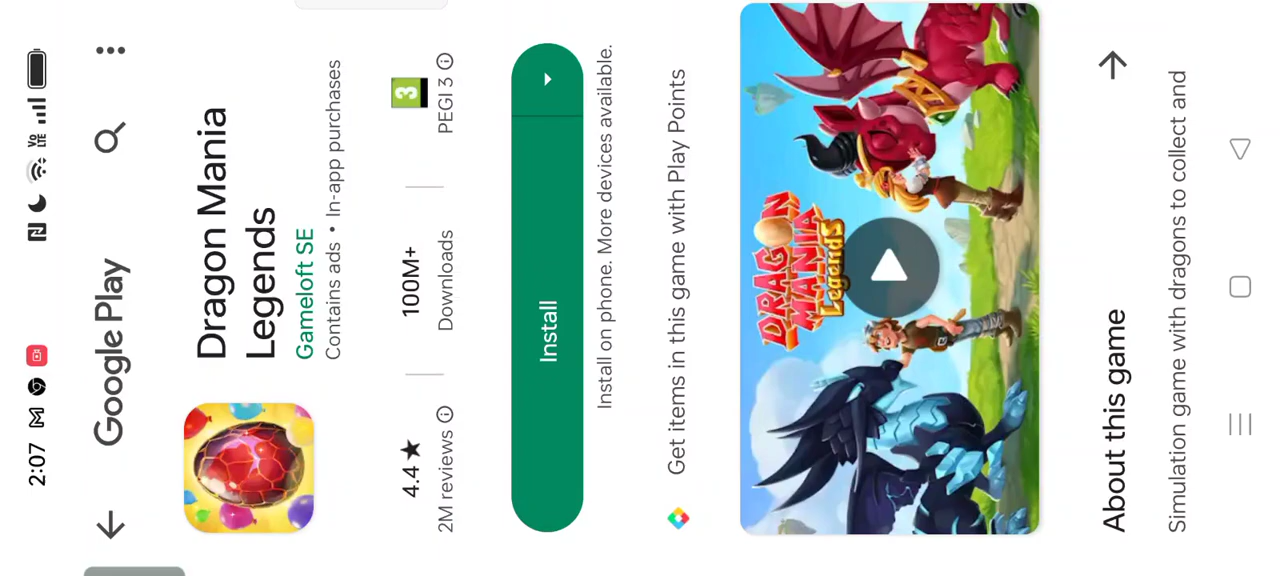 2:07
Vo
LTE
Google Play
Dragon Mania
Legends
Gameloft SE
Contains ads • In-app purchases
4.4 ★
2M reviews
100M+
Downloads
3
PEGI 3
Install
Install on phone. More devices available.
Get items in this game with Play Points
DRAGON
MANIA
Legends
About this game
Simulation game with dragons to collect and